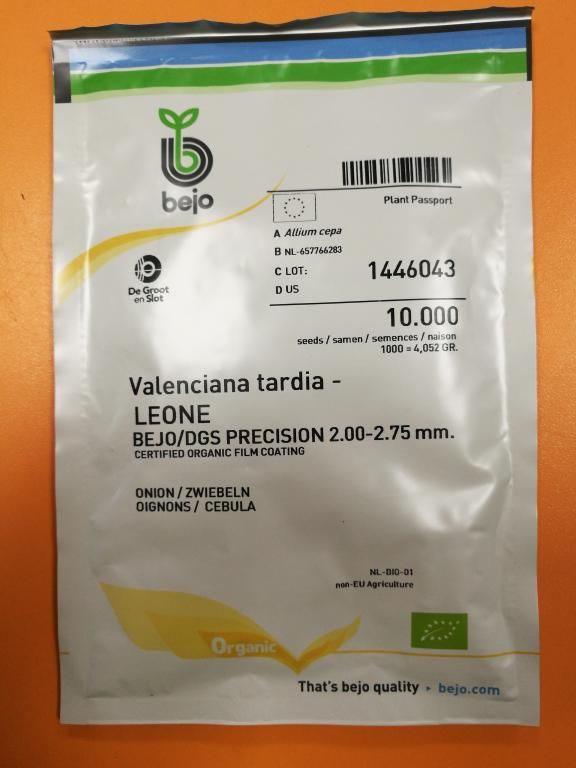 bejo
Plant Passport
A Allium cepa
B NL-657766283
C LOT: 1446043
D US
De Groot
en Slot
10.000
seeds / samen / semences / naison
1000 = 4,052 GR.
Valenciana tardia -
LEONE
BEJO/DGS PRECISION 2.00-2.75 mm.
CERTIFIED ORGANIC FILM COATING
ONION / ZWIEBELN
OIGNONS / CEBULA
NL-BIO-01
non-EU Agriculture
Organic
That's bejo quality ▸ bejo.com